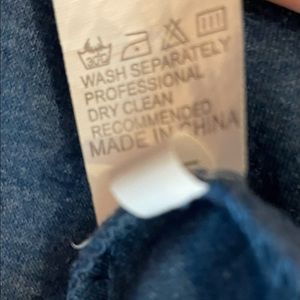 WASH SEPARATELY
PROFESSIONAL
DRY CLEAN
RECOMMENDED
MADE IN CHINA